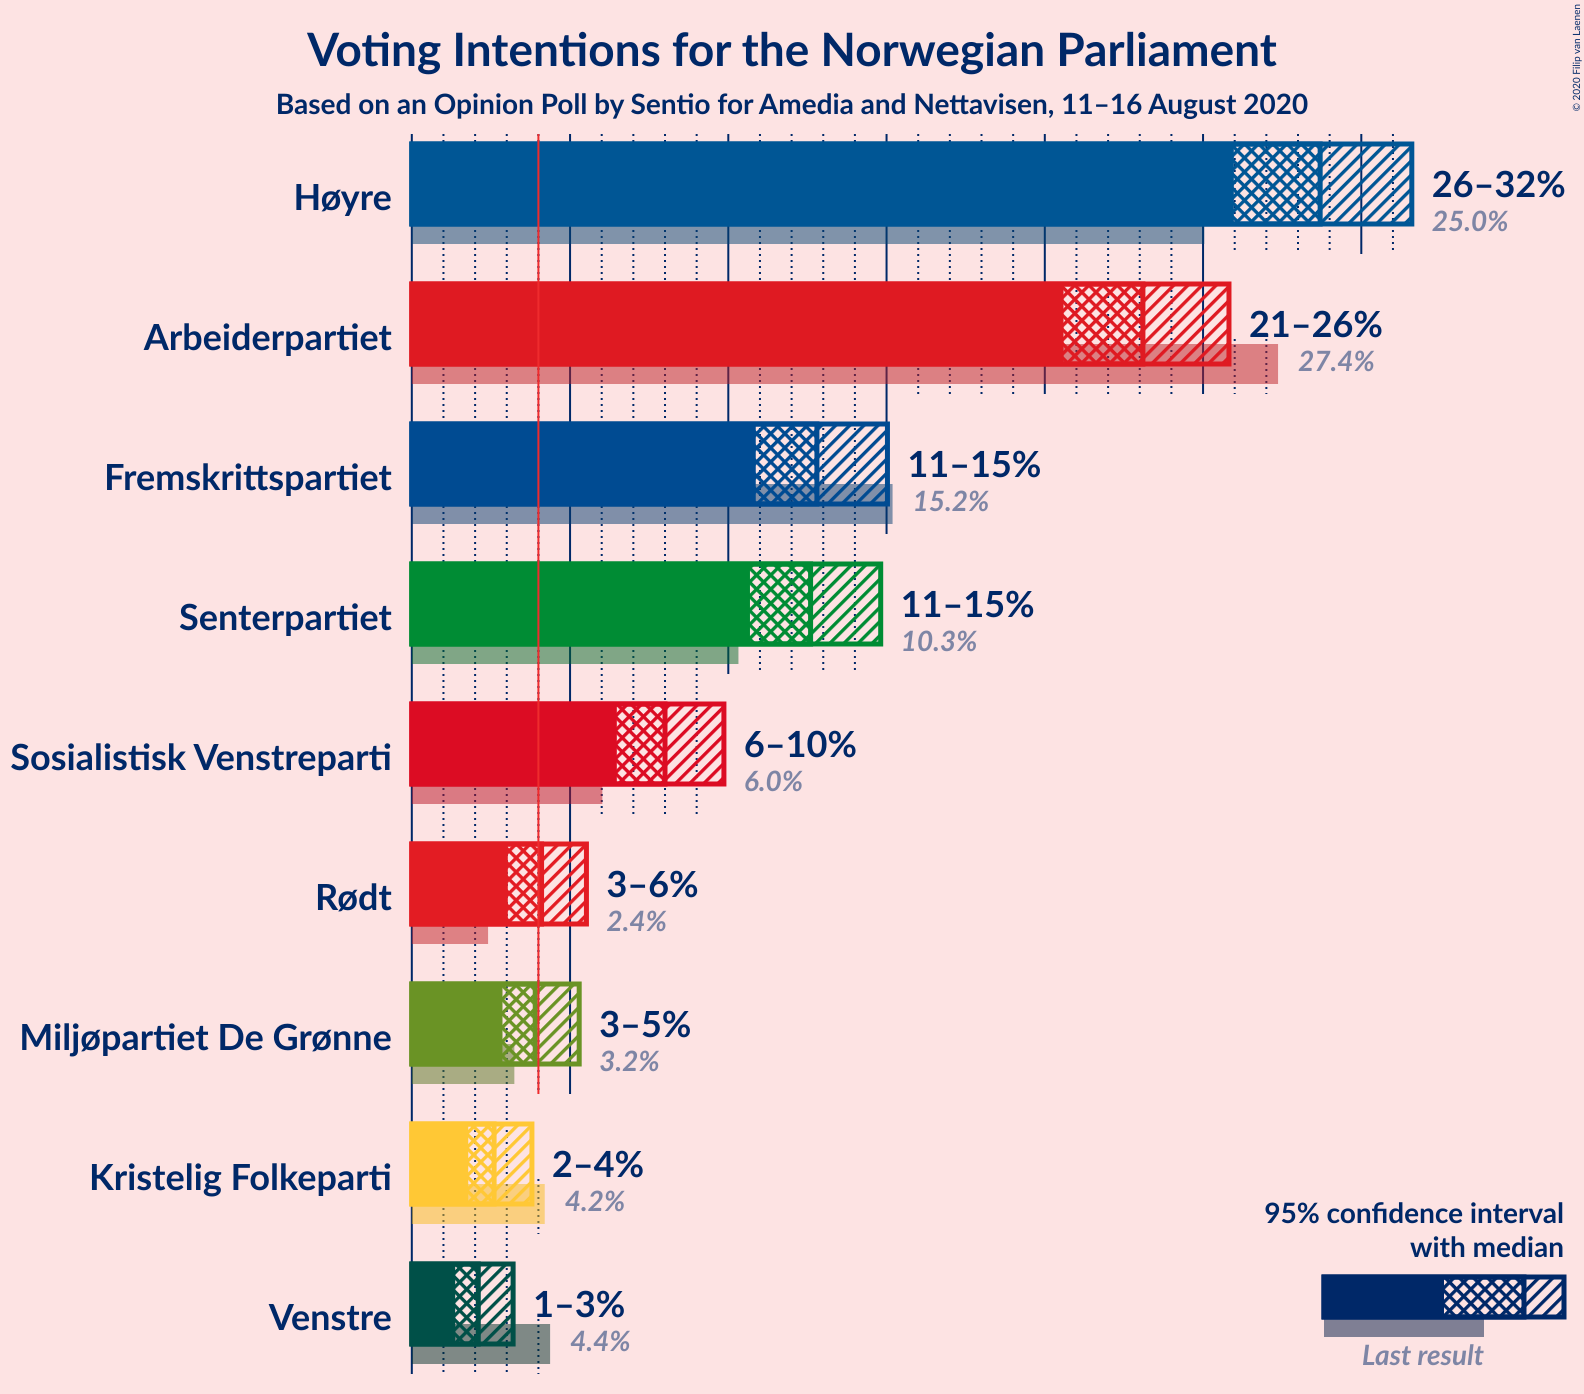 Voting Intentions for the Norwegian Parliament
Based on an Opinion Poll by Sentio for Amedia and Nettavisen, 11–16 August 2020
© 2020 Filip van Laenen
Høyre
26–32%
25.0%
Arbeiderpartiet
21–26%
27.4%
Fremskrittspartiet
11–15%
15.2%
Senterpartiet
11–15%
10.3%
Sosialistisk Venstreparti
6–10%
6.0%
Rødt
3–6%
2.4%
Miljøpartiet De Grønne
3–5%
3.2%
Kristelig Folkeparti
2–4%
4.2%
Venstre
1–3%
4.4%
95% confidence interval
with median
Last result